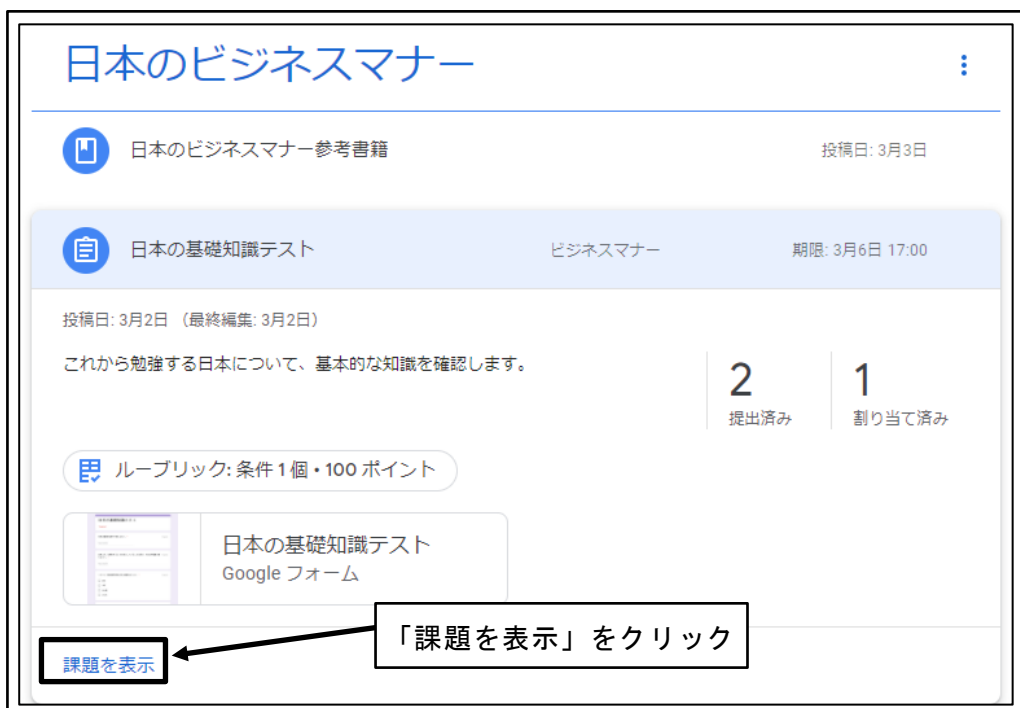 日本のビジネスマナー
日本のビジネスマナー参考書籍 投稿日: 3月3日
日本の基礎知識テスト ビジネスマナー 期限: 3月6日 17:00
投稿日: 3月2日 （最終編集: 3月2日）
これから勉強する日本について、基本的な知識を確認します。
2 1
提出済み 割り当て済み
ルーブリック: 条件 1 個・100 ポイント
日本の基礎知識テスト
Google フォーム
「課題を表示」をクリック
課題を表示